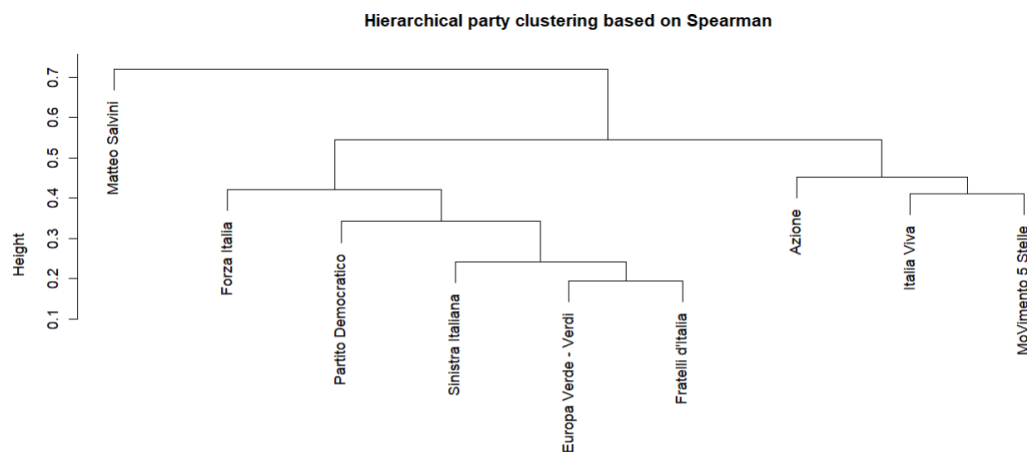 Hierarchical party clustering based on Spearman
Height
0.7
0.6
0.5
0.4
0.3
0.2
0.1
Matteo Salvini
Forza Italia
Partito Democratico
Sinistra Italiana
Europa Verde - Verdi
Fratelli d'Italia
Azione
Italia Viva
MoVimento 5 Stelle